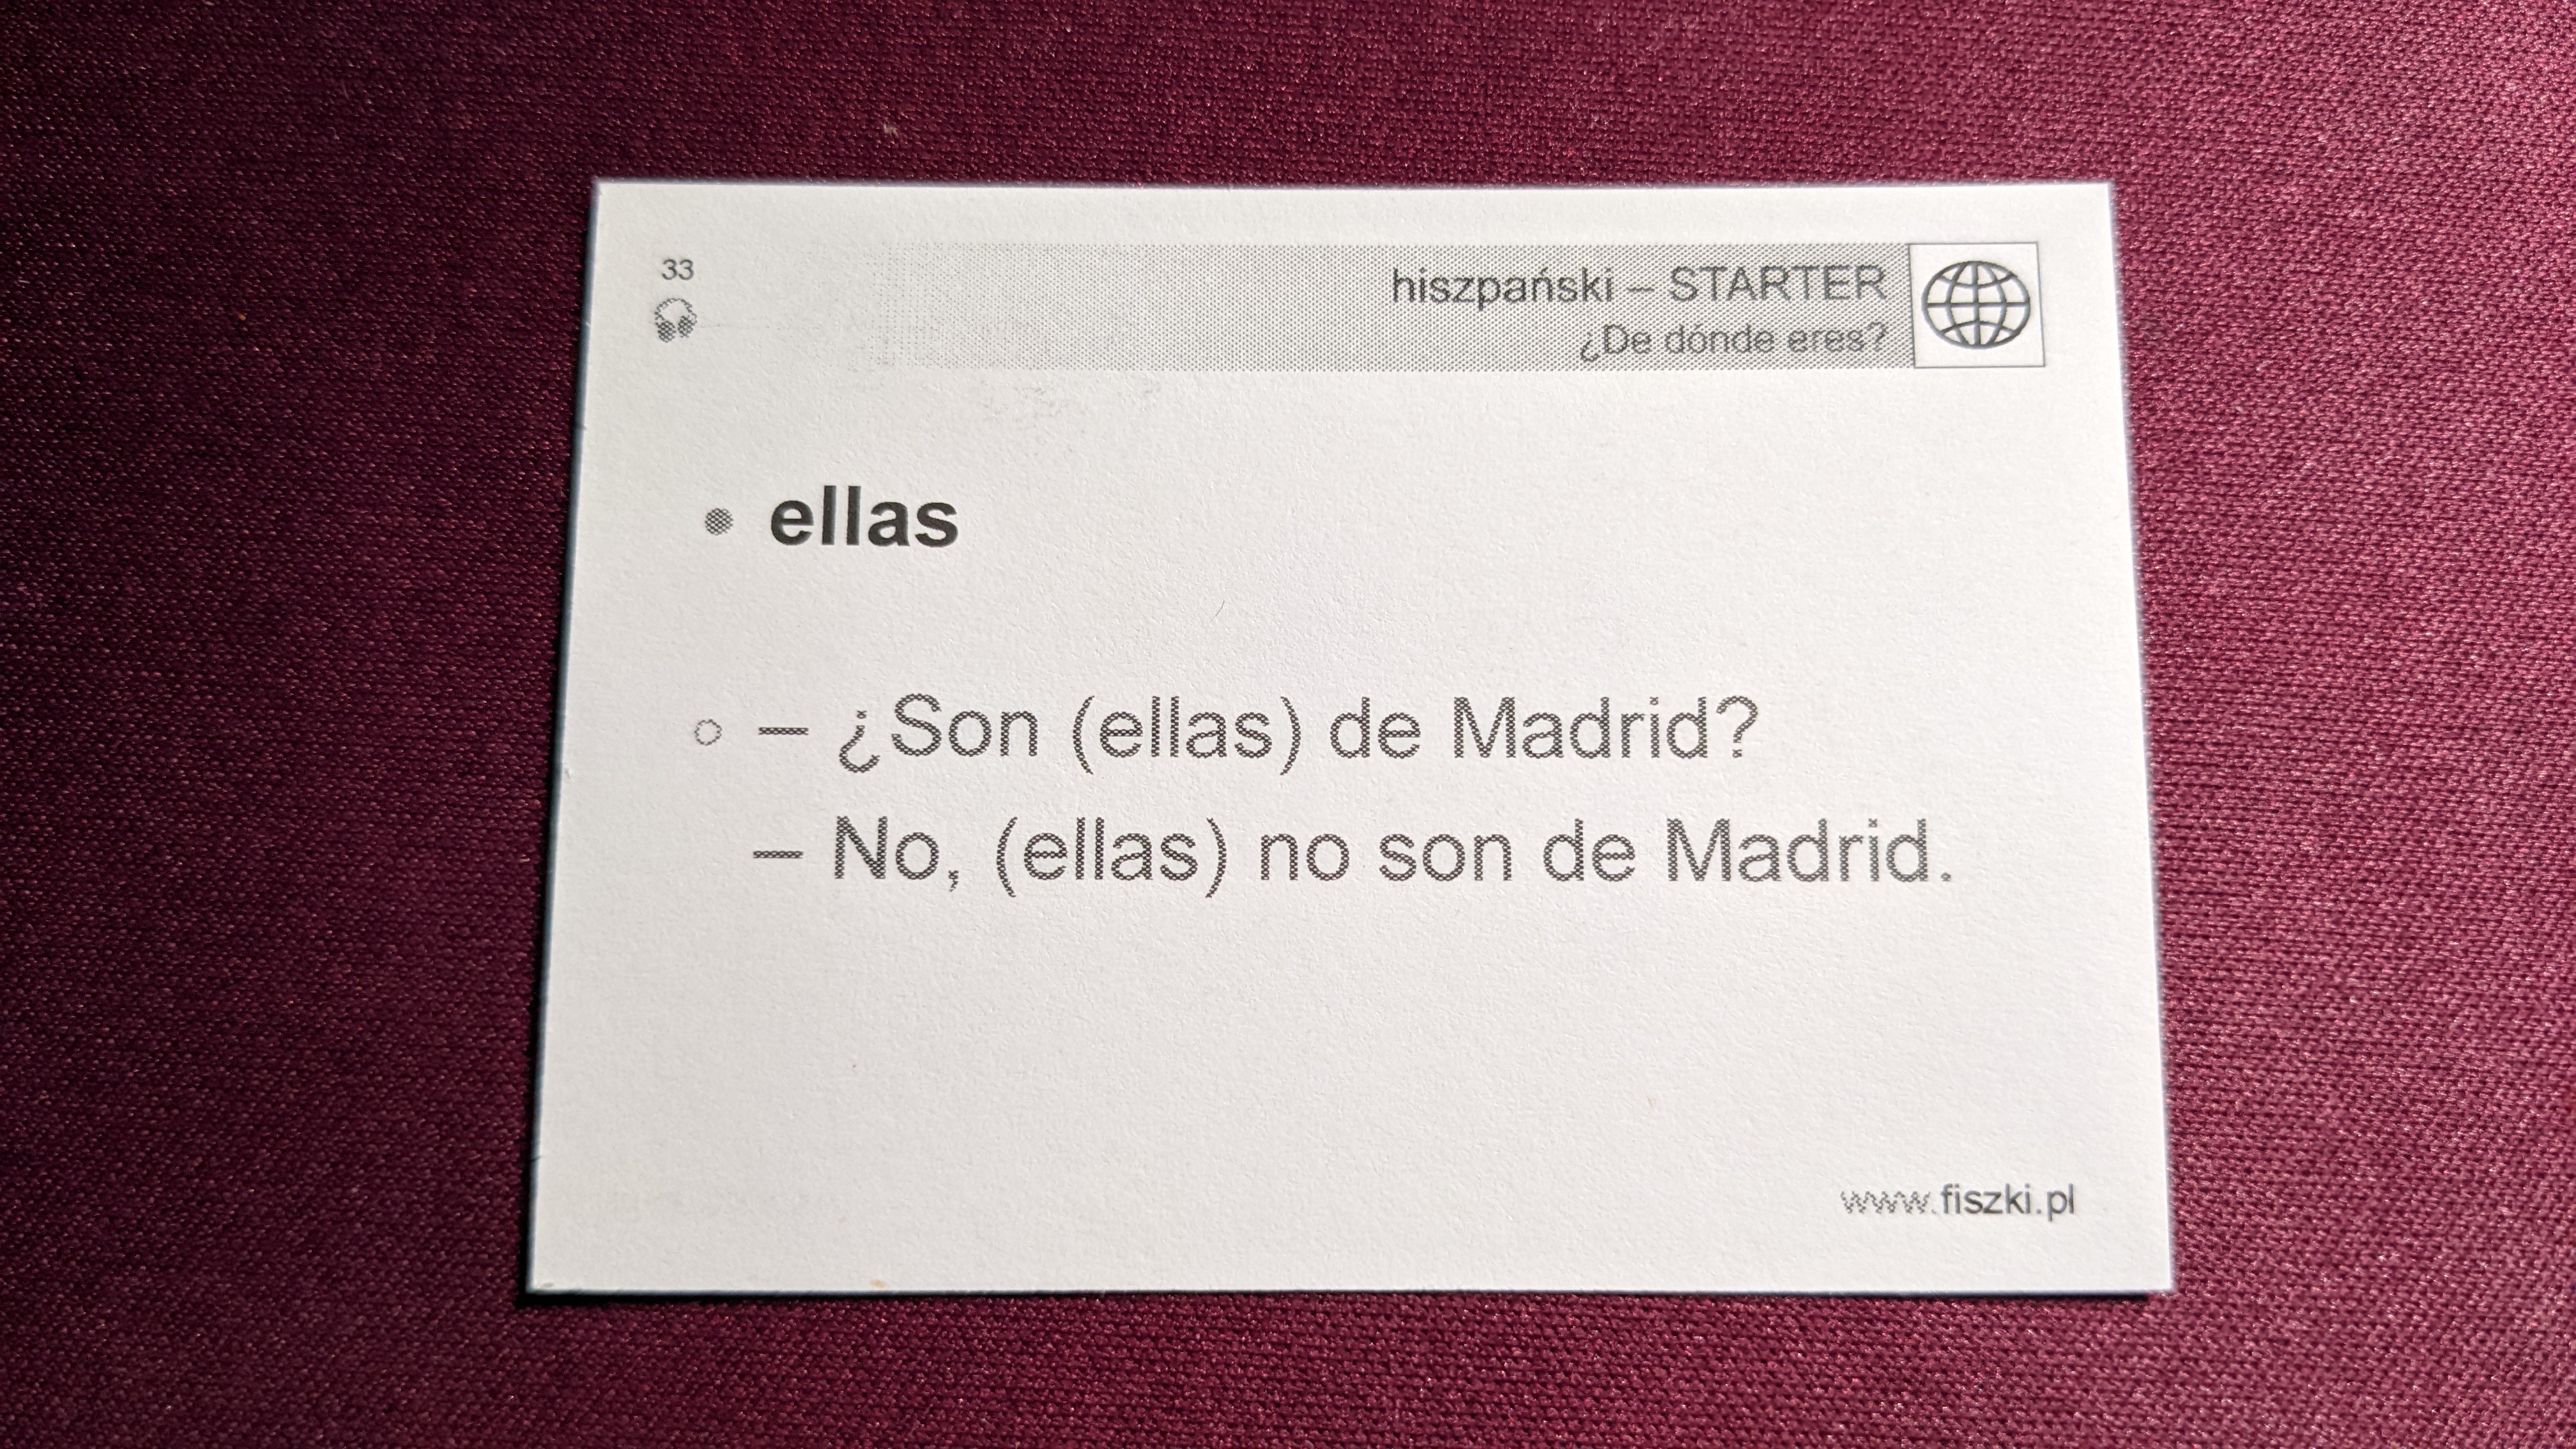 33
hiszpański – STARTER
¿De dónde eres?
• ellas
○ – ¿Son (ellas) de Madrid?
– No, (ellas) no son de Madrid.
www.fiszki.pl